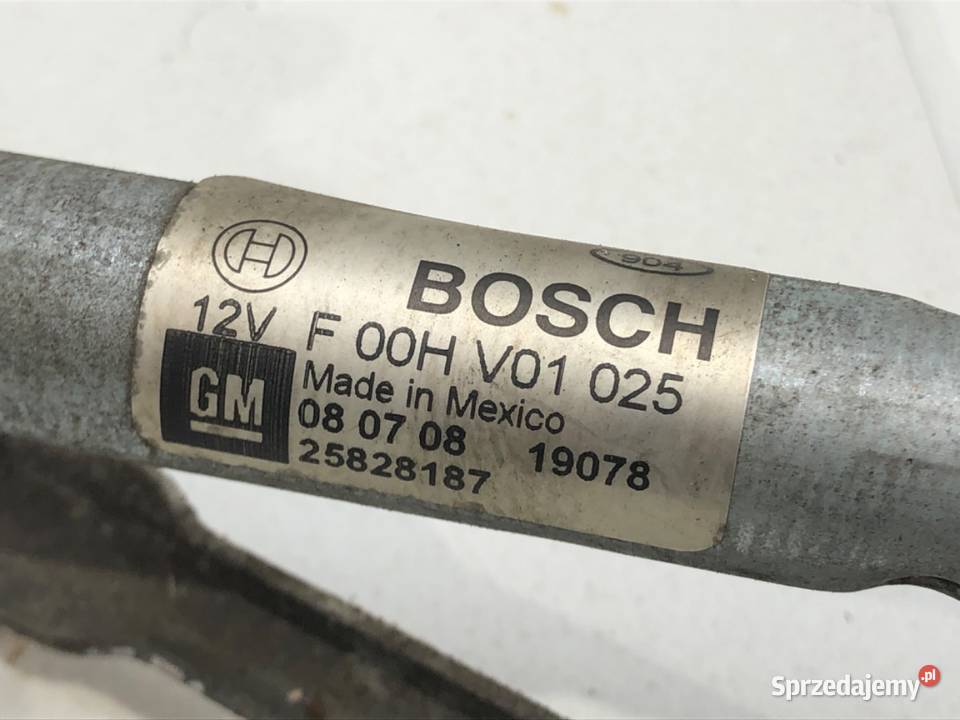 904
BOSCH
12V F 00H V01 025
GM Made in Mexico
08 07 08 19078
25828187
Sprzedajemy.pl